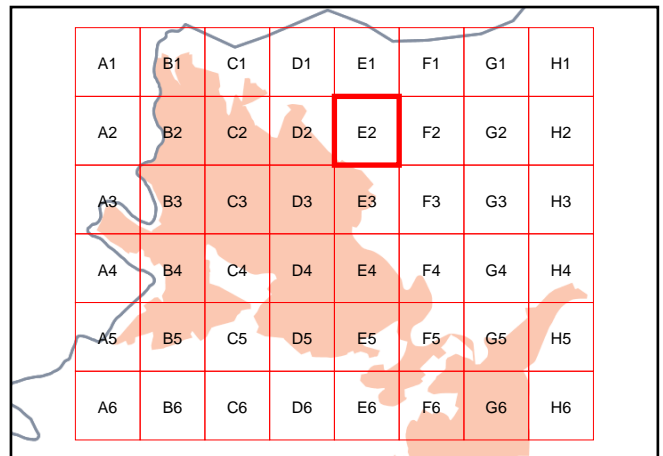 A1 B1 C1 D1 E1 F1 G1 H1
A2 B2 C2 D2 E2 F2 G2 H2
A3 B3 C3 D3 E3 F3 G3 H3
A4 B4 C4 D4 E4 F4 G4 H4
A5 B5 C5 D5 E5 F5 G5 H5
A6 B6 C6 D6 E6 F6 G6 H6